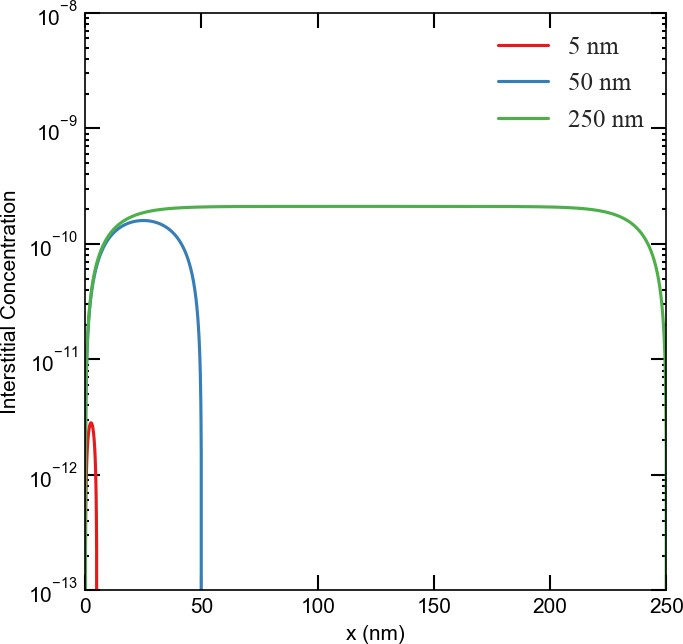 10⁻⁸
10⁻⁹
10⁻¹⁰
10⁻¹¹
10⁻¹²
10⁻¹³
Interstitial Concentration
5 nm
50 nm
250 nm
0 50 100 150 200 250
x (nm)